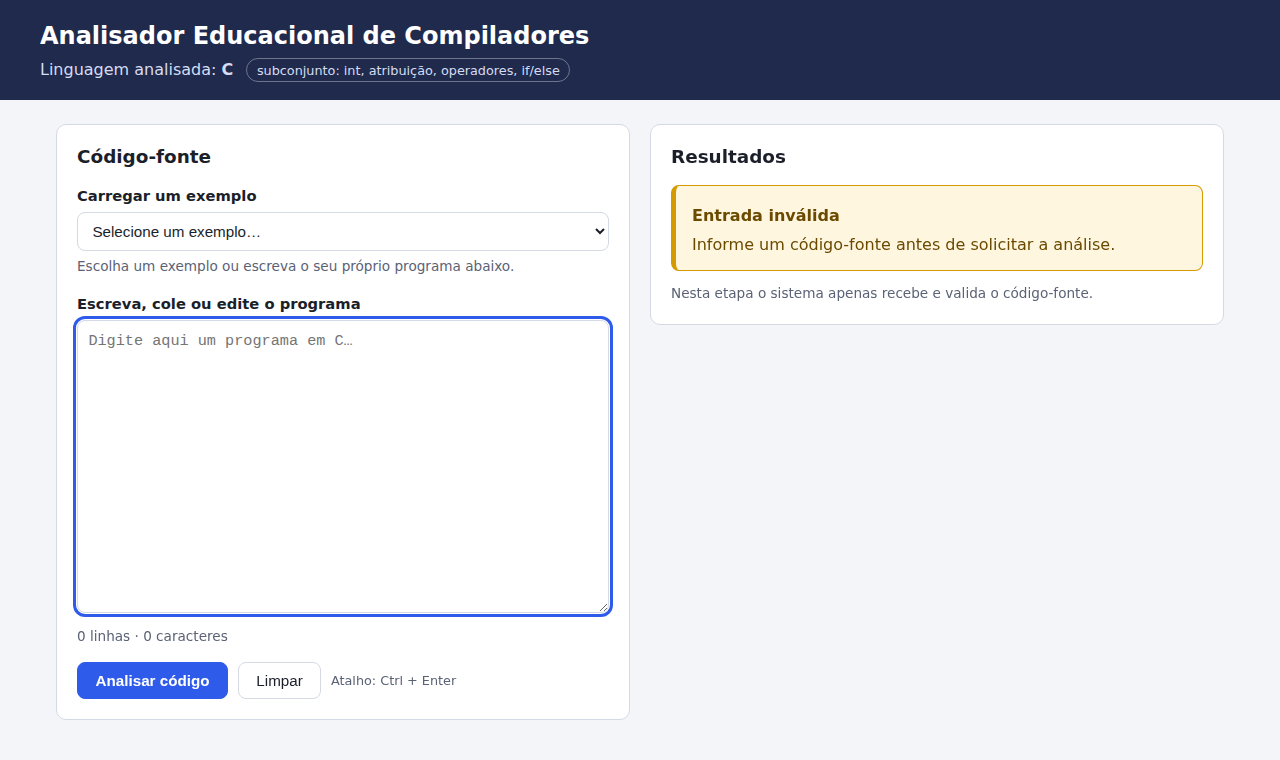 Analisador Educacional de Compiladores
Linguagem analisada: C subconjunto: int, atribuição, operadores, if/else
Código-fonte
Carregar um exemplo
Selecione um exemplo…
Escolha um exemplo ou escreva o seu próprio programa abaixo.
Escreva, cole ou edite o programa
Digite aqui um programa em C…
0 linhas · 0 caracteres
Analisar código Limpar Atalho: Ctrl + Enter
Resultados
Entrada inválida
Informe um código-fonte antes de solicitar a análise.
Nesta etapa o sistema apenas recebe e valida o código-fonte.